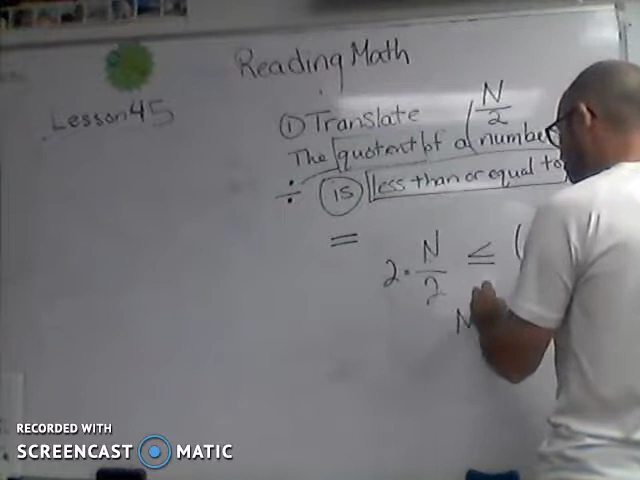 Reading Math
Lesson 45
① Translate
N
2
The quotent of a number
÷ is less than or equal to
=
2 · N/2 ≤ (
N
RECORDED WITH
SCREENCAST MATIC